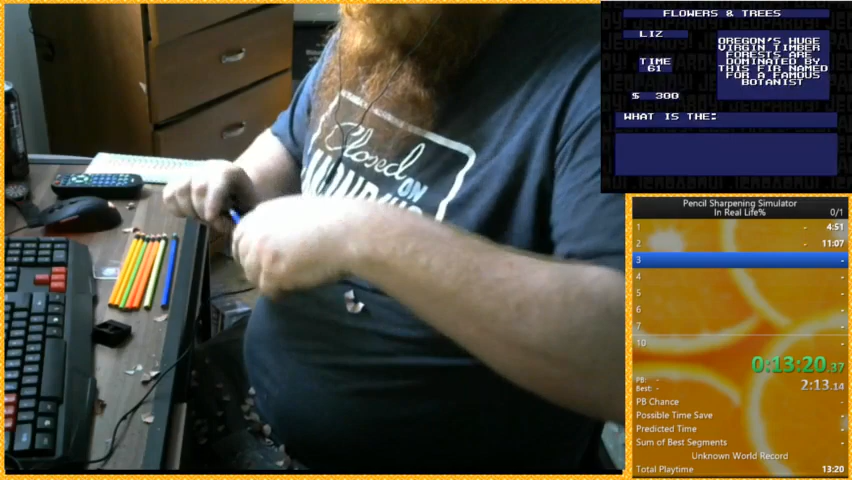 FLOWERS & TREES
LIZ
TIME
61
$ 300
OREGON'S HUGE
VIRGIN TIMBER
FORESTS ARE
DOMINATED BY
THIS FIR NAMED
FOR A FAMOUS
BOTANIST
WHAT IS THE:
Closed
ON
Pencil Sharpening Simulator
In Real Life%
0/1
1 - 4:51
2 - 11:07
3 -
4 -
5 -
6 -
7 -
10 -
0:13:20.37
PB: -
Best: -
2:13.14
PB Chance -
Possible Time Save -
Predicted Time -
Sum of Best Segments -
Unknown World Record
Total Playtime 13:20